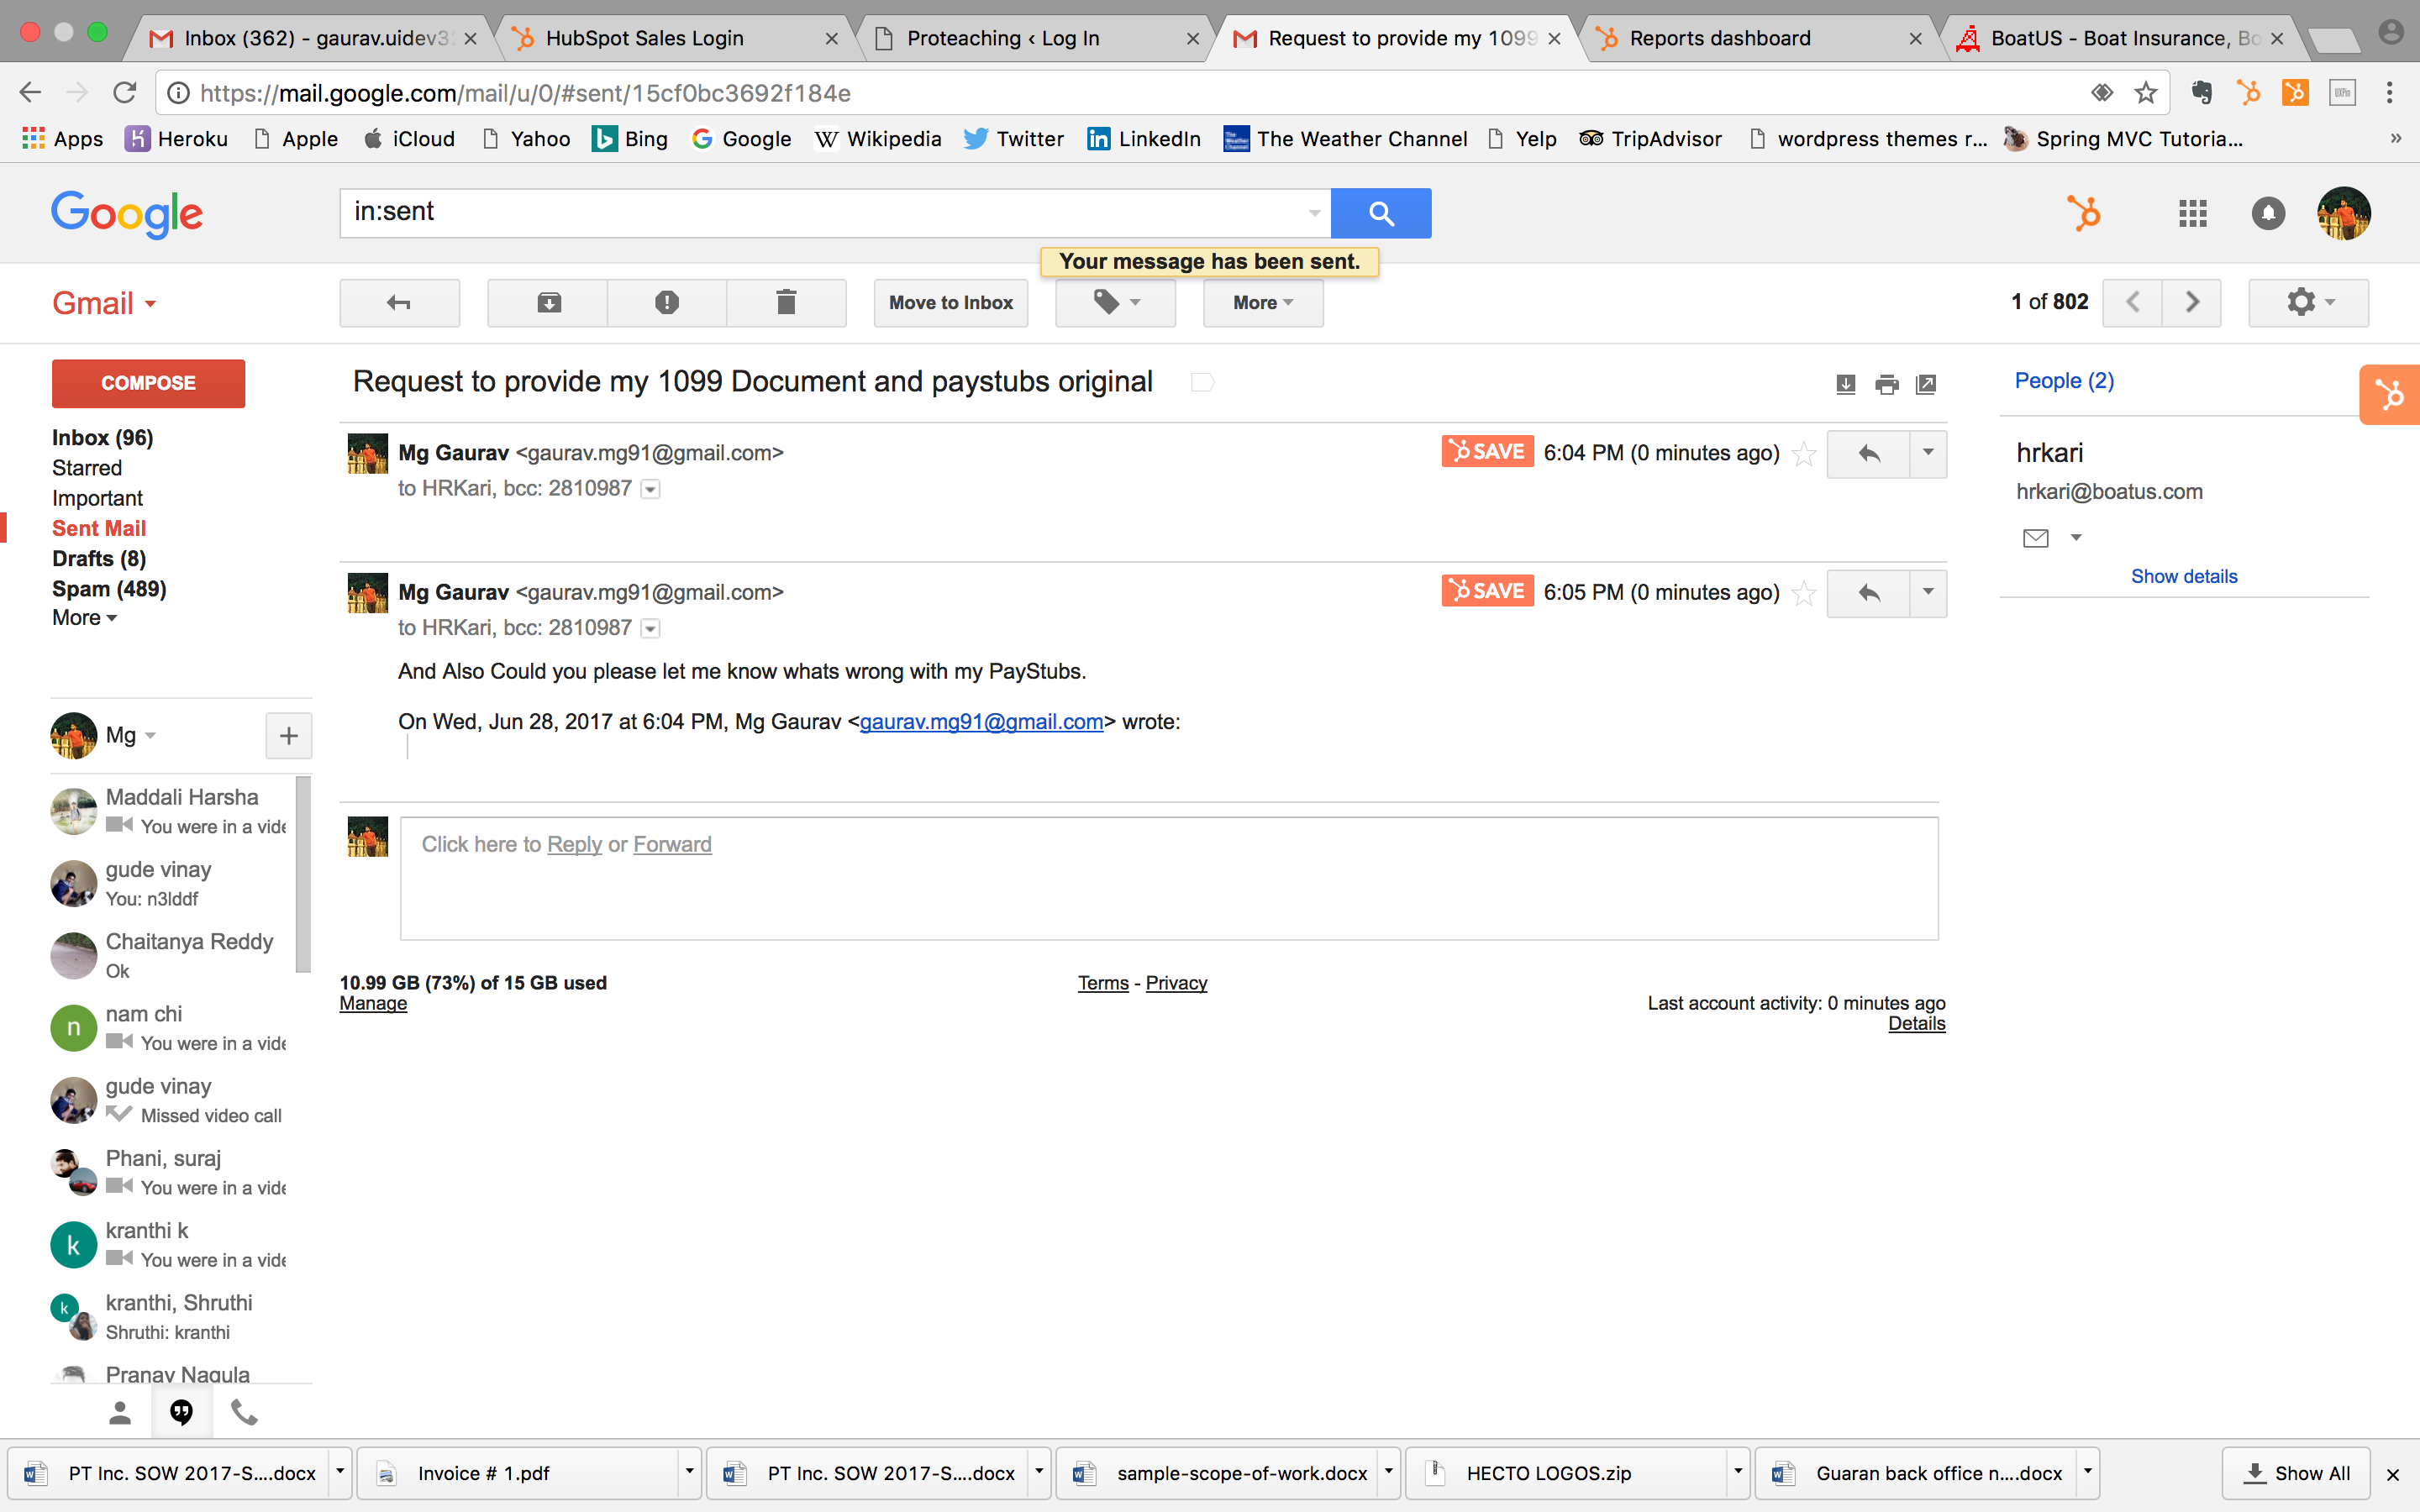 Inbox (362) - gaurav.uidev3
HubSpot Sales Login
Proteaching ‹ Log In
Request to provide my 1099
Reports dashboard
BoatUS - Boat Insurance, Bo
https://mail.google.com/mail/u/0/#sent/15cf0bc3692f184e
UXPin
Apps
Heroku
Apple
iCloud
Yahoo
Bing
Google
Wikipedia
Twitter
LinkedIn
The Weather Channel
Yelp
TripAdvisor
wordpress themes r...
Spring MVC Tutoria...
»
Google
in:sent
Your message has been sent.
Gmail
Move to Inbox
More
1 of 802
COMPOSE
Inbox (96)
Starred
Important
Sent Mail
Drafts (8)
Spam (489)
More
Request to provide my 1099 Document and paystubs original
Mg Gaurav <gaurav.mg91@gmail.com>
SAVE 6:04 PM (0 minutes ago)
to HRKari, bcc: 2810987
Mg Gaurav <gaurav.mg91@gmail.com>
SAVE 6:05 PM (0 minutes ago)
to HRKari, bcc: 2810987
And Also Could you please let me know whats wrong with my PayStubs.
On Wed, Jun 28, 2017 at 6:04 PM, Mg Gaurav <gaurav.mg91@gmail.com> wrote:
Click here to Reply or Forward
10.99 GB (73%) of 15 GB used
Manage
Terms - Privacy
Last account activity: 0 minutes ago
Details
People (2)
hrkari
hrkari@boatus.com
Show details
Mg
+
Maddali Harsha
You were in a vide
gude vinay
You: n3lddf
Chaitanya Reddy
Ok
n
nam chi
You were in a vide
gude vinay
Missed video call
Phani, suraj
You were in a vide
k
kranthi k
You were in a vide
k
kranthi, Shruthi
Shruthi: kranthi
Pranav Nagula
PT Inc. SOW 2017-S....docx
Invoice # 1.pdf
PT Inc. SOW 2017-S....docx
sample-scope-of-work.docx
HECTO LOGOS.zip
Guaran back office n....docx
Show All